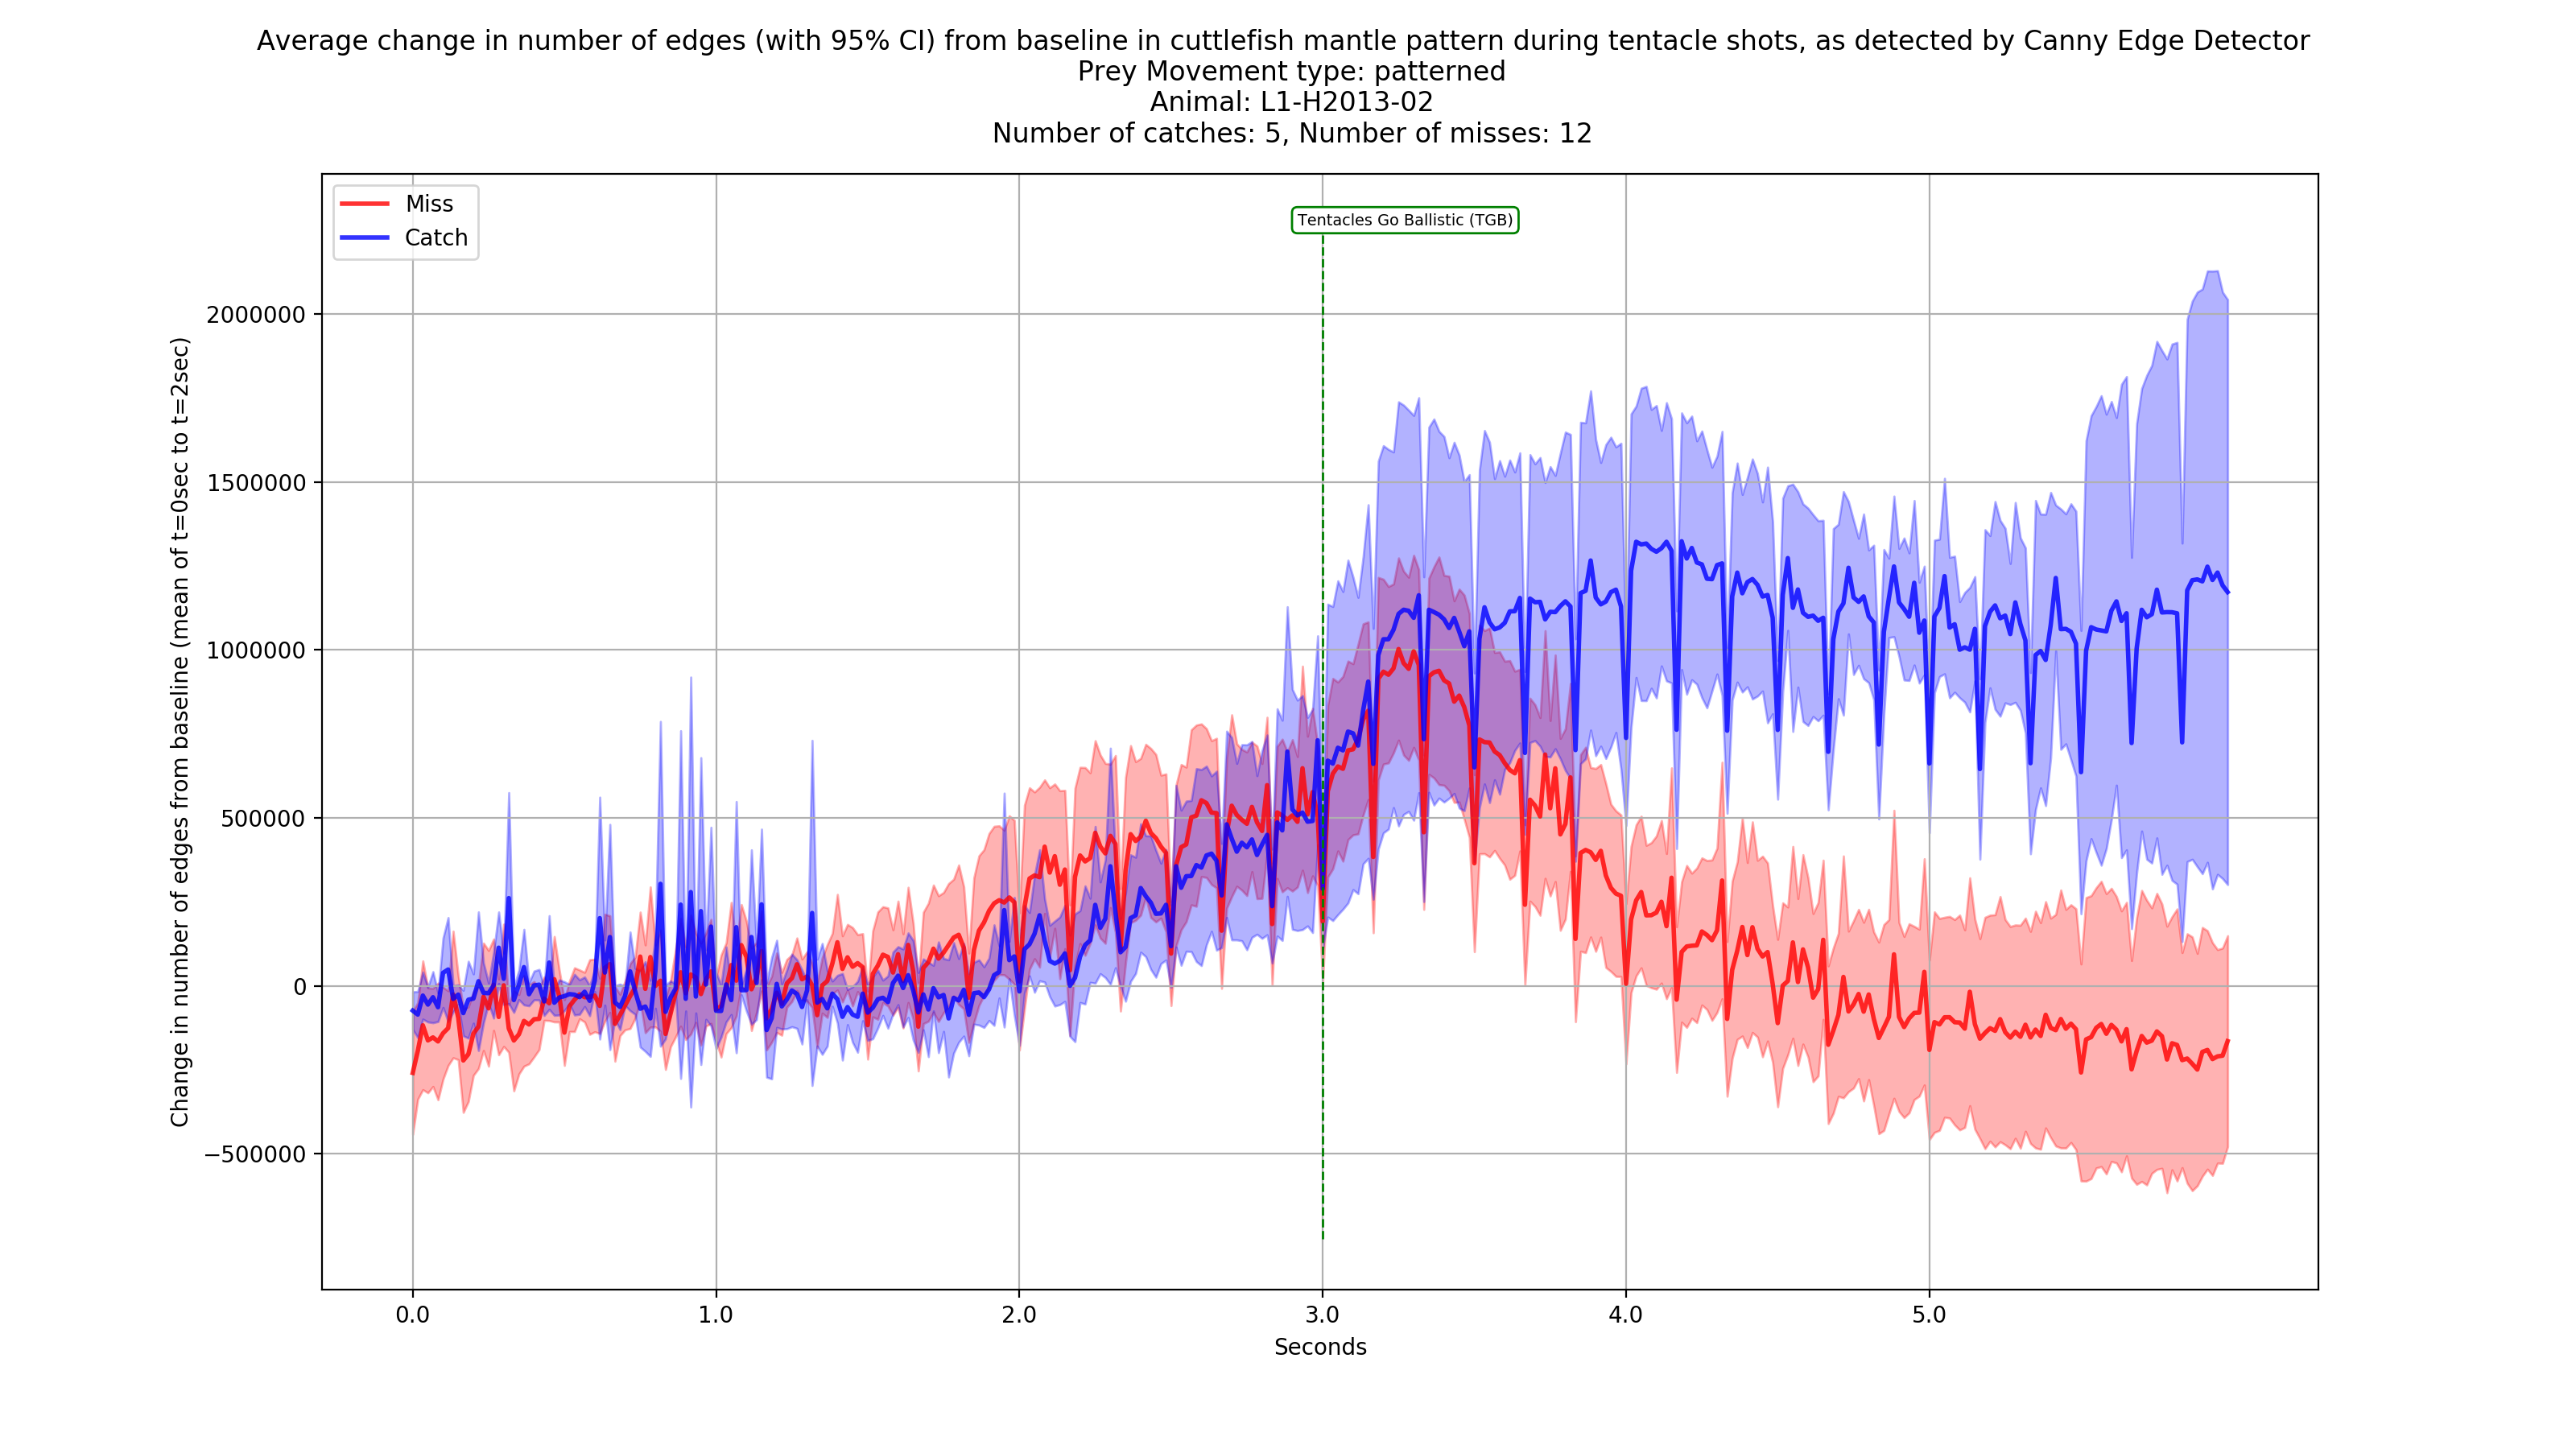 Average change in number of edges (with 95% CI) from baseline in cuttlefish mantle pattern during tentacle shots, as detected by Canny Edge Detector
Prey Movement type: patterned
Animal: L1-H2013-02
Number of catches: 5, Number of misses: 12
Miss
Catch
Tentacles Go Ballistic (TGB)
Change in number of edges from baseline (mean of t=0sec to t=2sec)
2000000
1500000
1000000
500000
0
−500000
0.0
1.0
2.0
3.0
4.0
5.0
Seconds